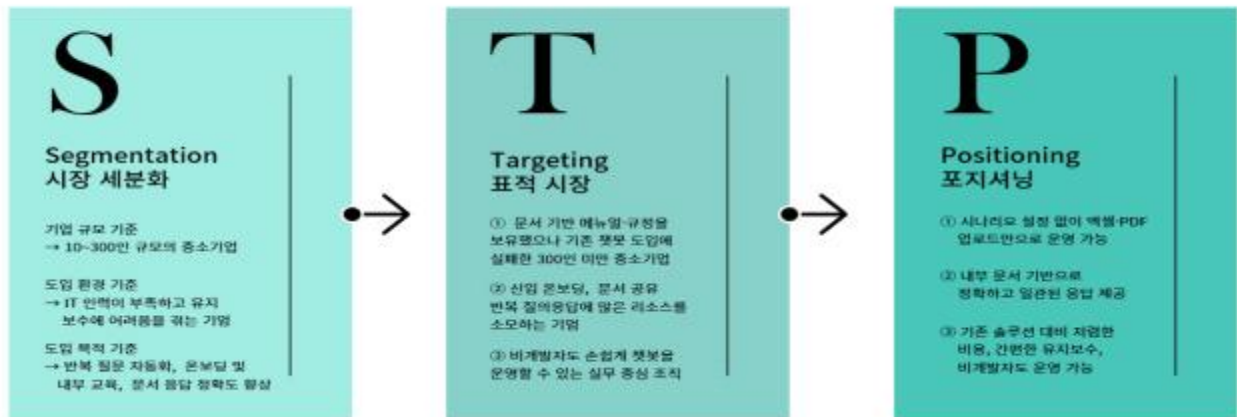 S
Segmentation
시장 세분화
기업 규모 기준
→ 10~300인 규모의 중소기업
도입 환경 기준
→ IT 인력이 부족하고 유지
보수에 어려움을 겪는 기업
도입 목적 기준
→ 반복 질문 자동화, 온보딩 및
내부 교육, 문서 응답 정확도 향상
T
Targeting
표적 시장
① 문서 기반 메뉴얼·규정을
보유했으나 기존 챗봇 도입에
실패한 300인 미만 중소기업
② 신입 온보딩, 문서 공유
반복 질의응답에 많은 리소스를
소모하는 기업
③ 비개발자도 손쉽게 챗봇을
운영할 수 있는 실무 중심 조직
P
Positioning
포지셔닝
① 시나리오 설정 없이 엑셀·PDF
업로드만으로 운영 가능
② 내부 문서 기반으로
정확하고 일관된 응답 제공
③ 기존 솔루션 대비 저렴한
비용, 간편한 유지보수,
비개발자도 운영 가능